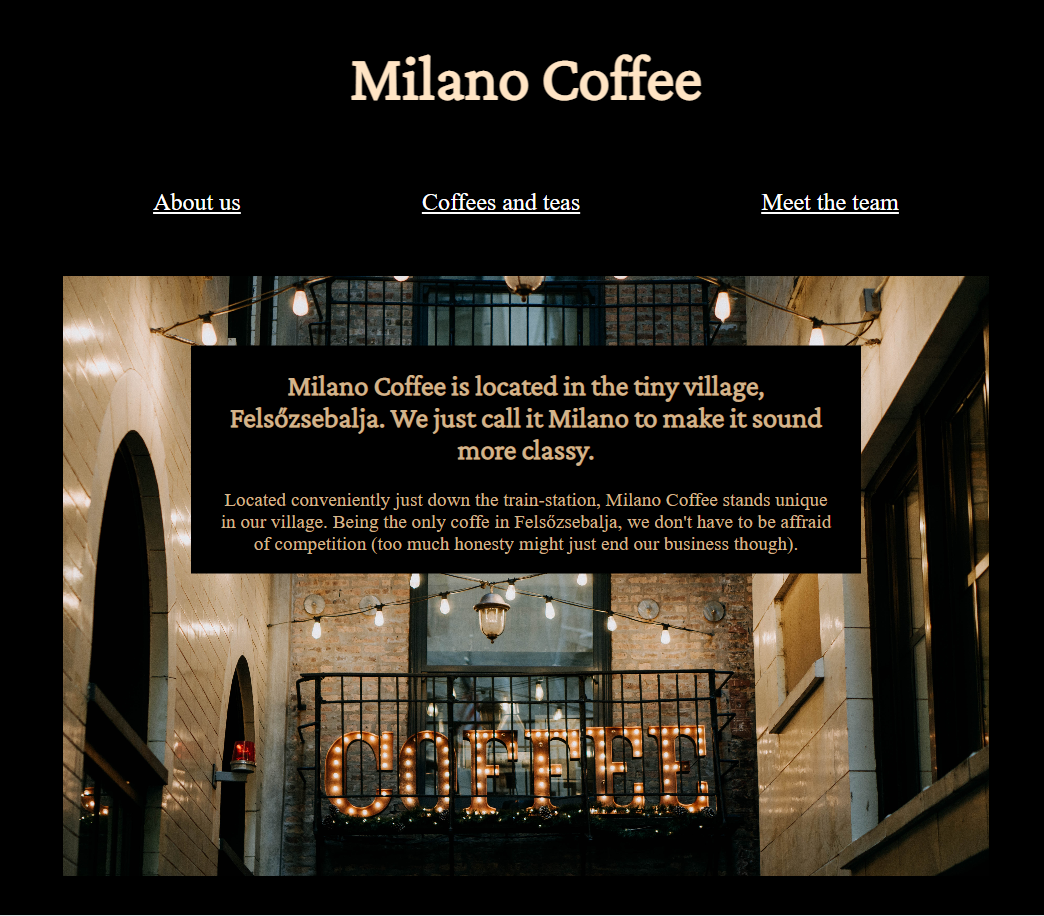 Milano Coffee
About us
Coffees and teas
Meet the team
Milano Coffee is located in the tiny village,
Felsőzsebalja. We just call it Milano to make it sound
more classy.
Located conveniently just down the train-station, Milano Coffee stands unique
in our village. Being the only coffe in Felsőzsebalja, we don't have to be affraid
of competition (too much honesty might just end our business though).
COFFEE